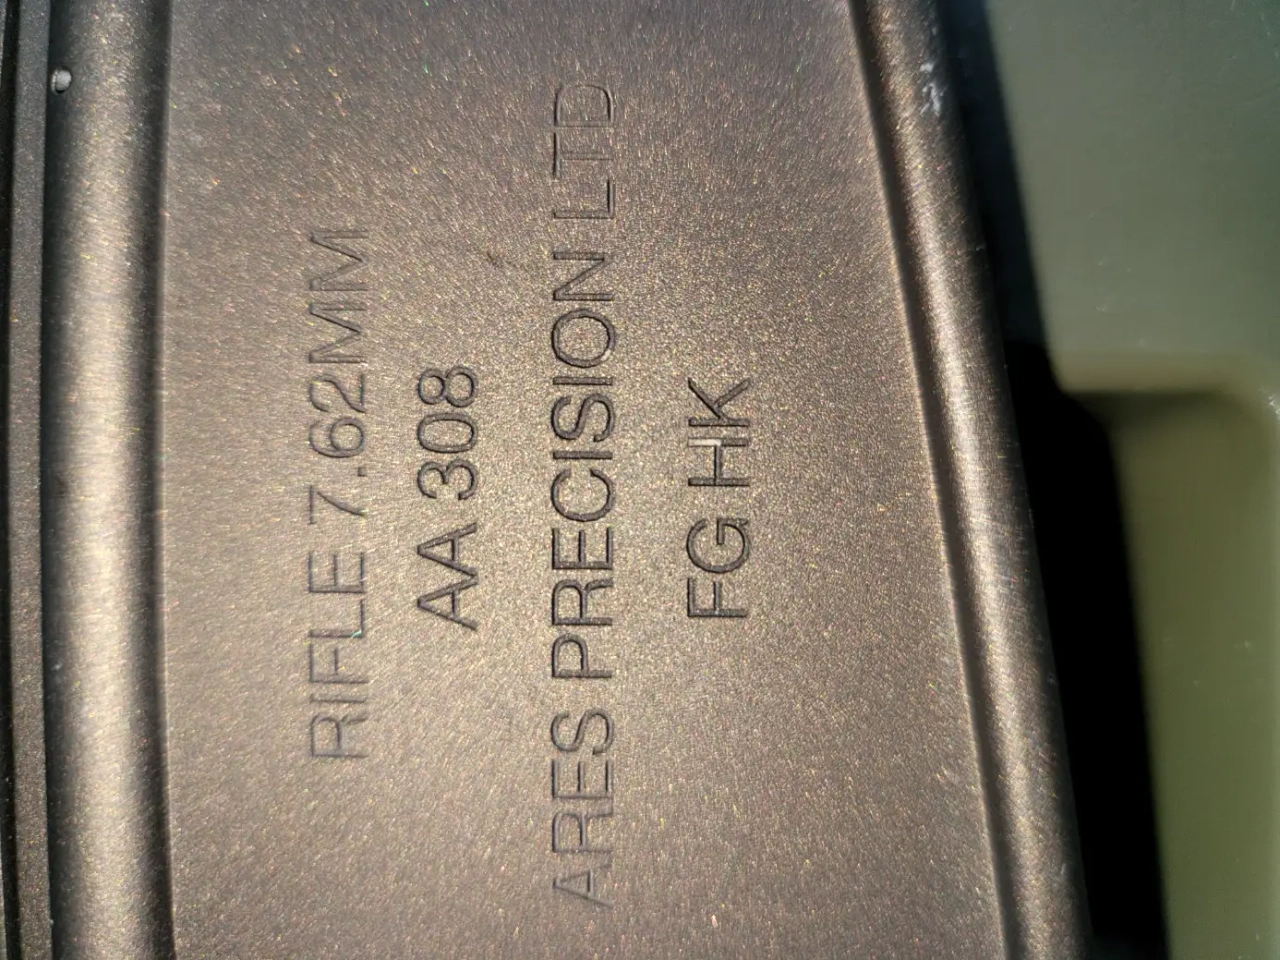 RIFLE 7.62MM
AA 308
ARES PRECISION LTD
FG HK